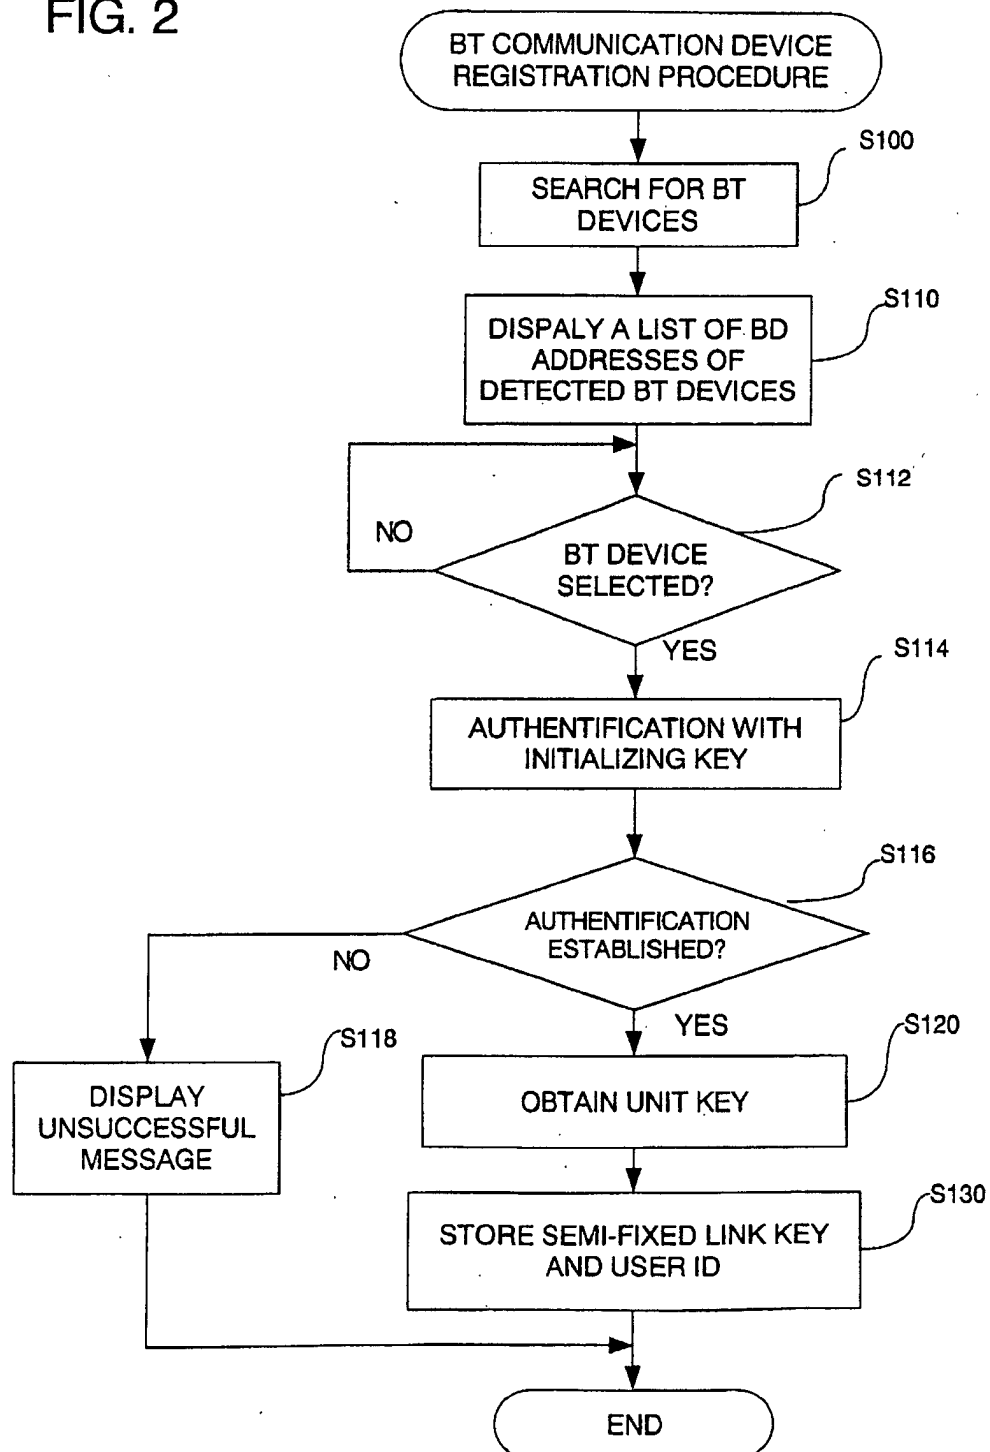 FIG. 2
BT COMMUNICATION DEVICE
REGISTRATION PROCEDURE
S100
SEARCH FOR BT
DEVICES
S110
DISPALY A LIST OF BD
ADDRESSES OF
DETECTED BT DEVICES
S112
NO
BT DEVICE
SELECTED?
YES
S114
AUTHENTIFICATION WITH
INITIALIZING KEY
S116
AUTHENTIFICATION
ESTABLISHED?
NO
YES
S118
S120
DISPLAY
UNSUCCESSFUL
MESSAGE
OBTAIN UNIT KEY
S130
STORE SEMI-FIXED LINK KEY
AND USER ID
END